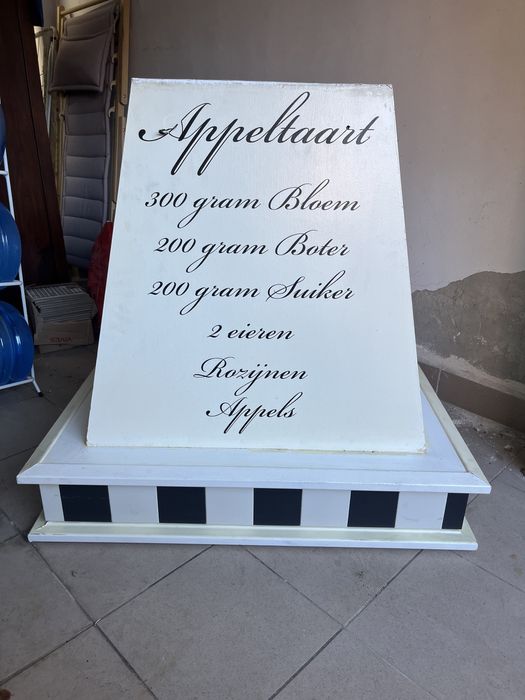 Appeltaart
300 gram Bloem
200 gram Boter
200 gram Suiker
2 eieren
Rozijnen
Appels